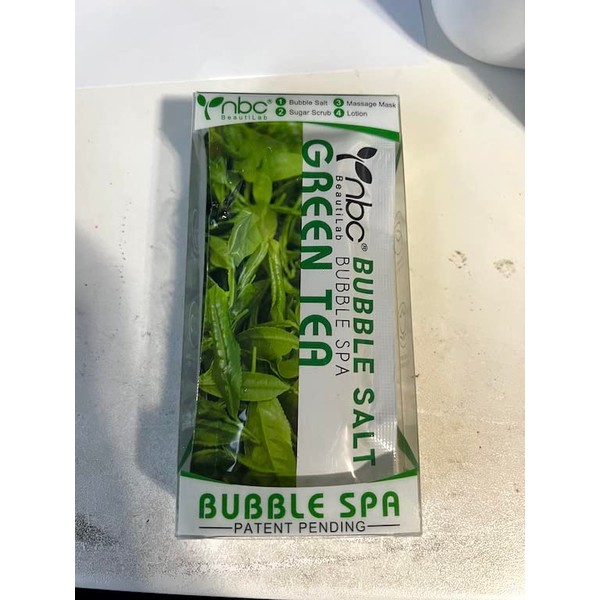 nbc®
BeautiLab
1 Bubble Salt 3 Massage Mask
2 Sugar Scrub 4 Lotion
nbc®
BeautiLab
BUBBLE SALT
BUBBLE SPA
GREEN TEA
BUBBLE SPA
PATENT PENDING